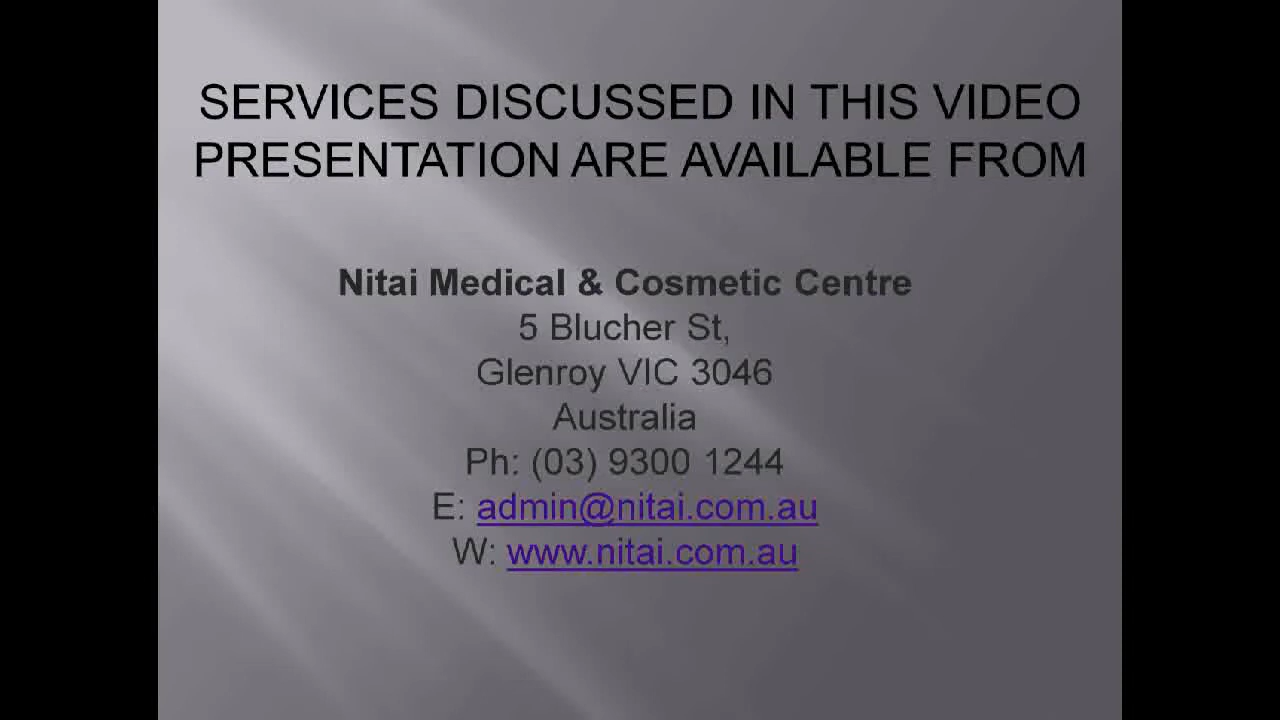 SERVICES DISCUSSED IN THIS VIDEO
PRESENTATION ARE AVAILABLE FROM
Nitai Medical & Cosmetic Centre
5 Blucher St,
Glenroy VIC 3046
Australia
Ph: (03) 9300 1244
E: admin@nitai.com.au
W: www.nitai.com.au